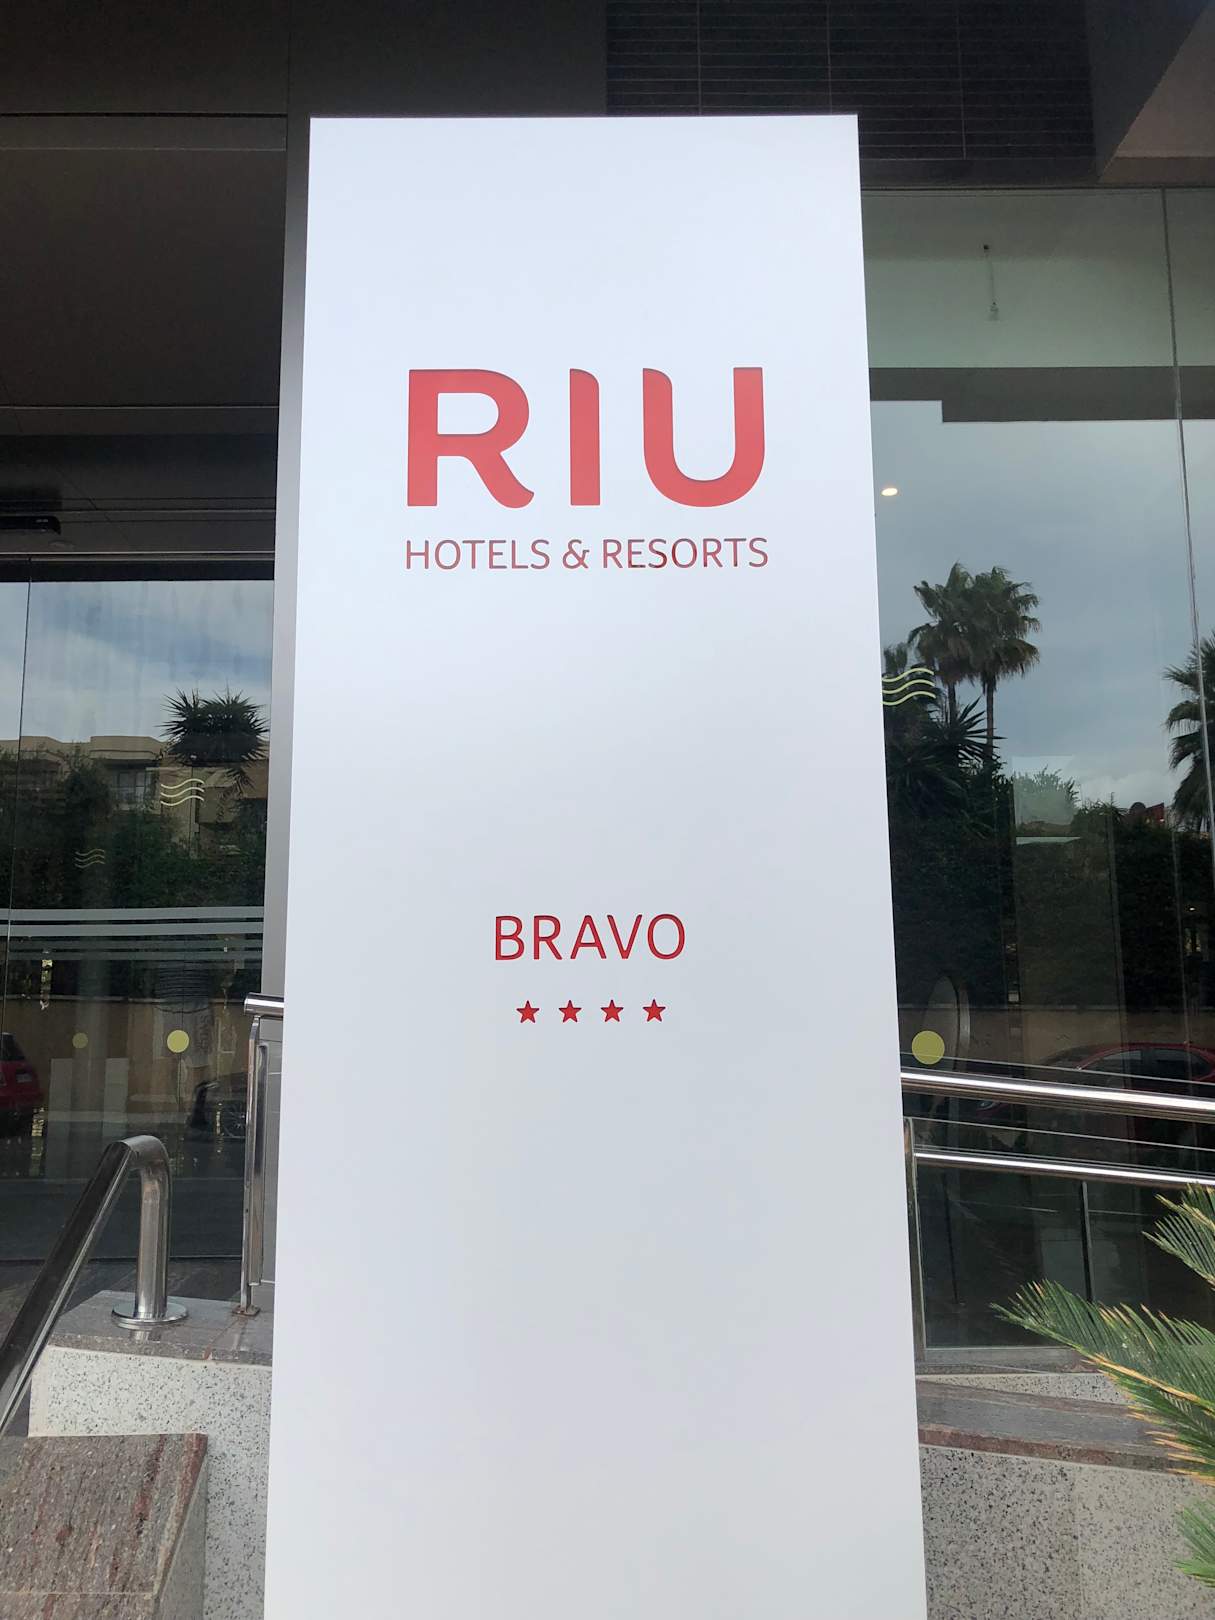 RIU
HOTELS & RESORTS
BRAVO
★★★★